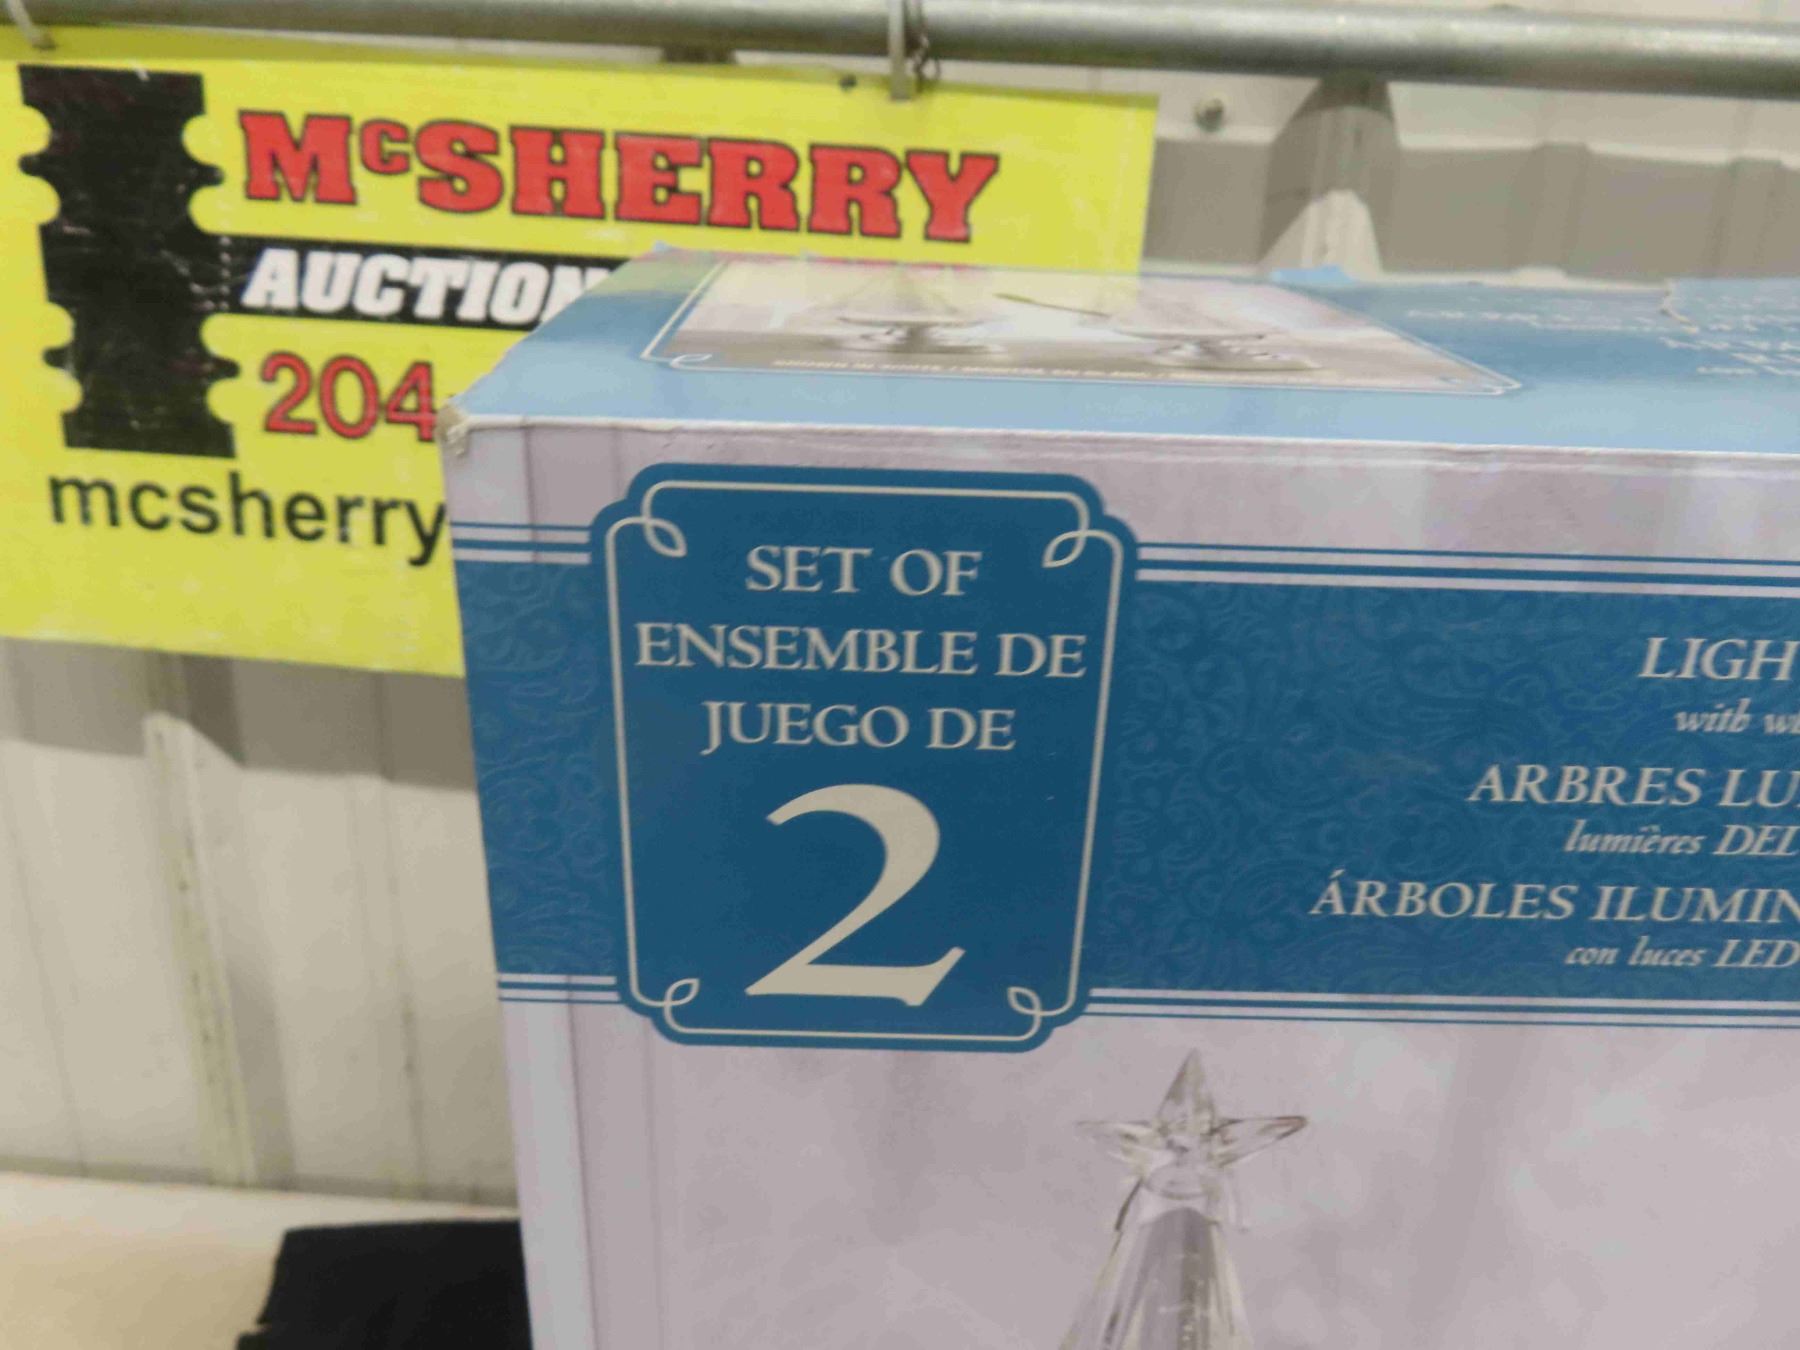 McSHERRY
AUCTION
204
mcsherry
SET OF
ENSEMBLE DE
JUEGO DE
2
LIGH
with
ARBRES LU
lumières DEL
ÁRBOLES ILUMIN
con luces LED